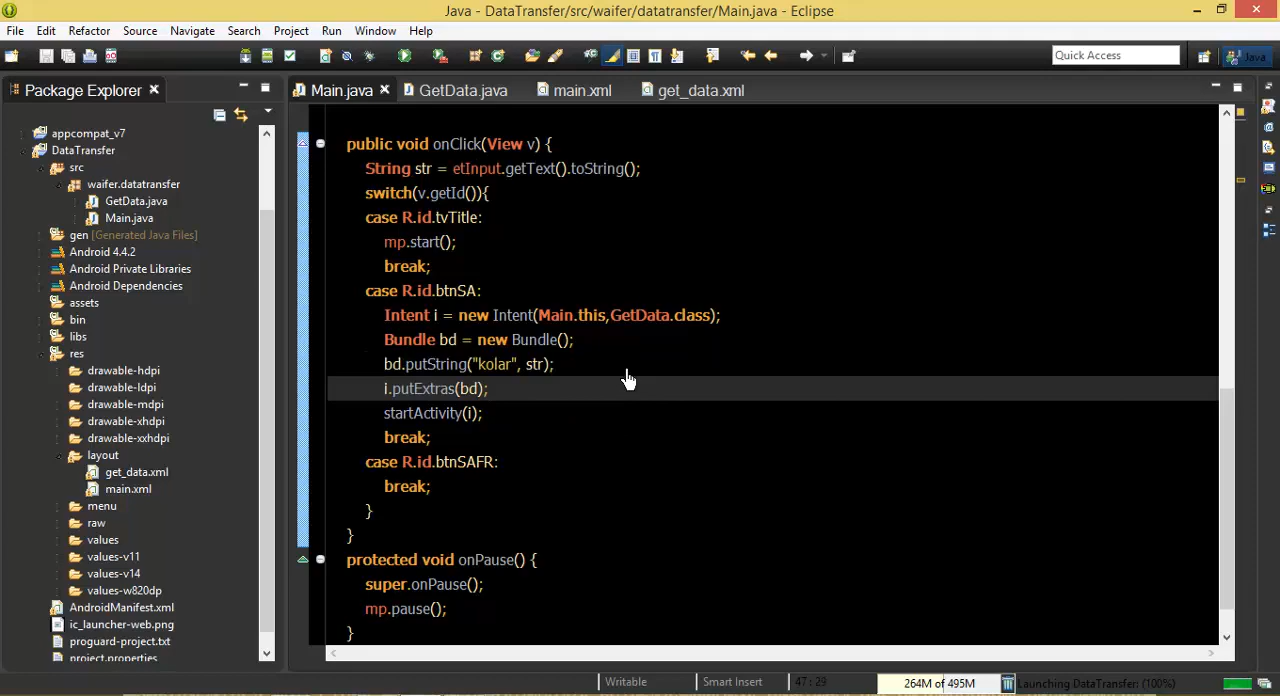 Java - DataTransfer/src/waifer/datatransfer/Main.java - Eclipse
File Edit Refactor Source Navigate Search Project Run Window Help
Quick Access
Java
Package Explorer
Main.java
GetData.java
main.xml
get_data.xml
appcompat_v7
DataTransfer
src
waifer.datatransfer
GetData.java
Main.java
gen [Generated Java Files]
Android 4.4.2
Android Private Libraries
Android Dependencies
assets
bin
libs
res
drawable-hdpi
drawable-ldpi
drawable-mdpi
drawable-xhdpi
drawable-xxhdpi
layout
get_data.xml
main.xml
menu
raw
values
values-v11
values-v14
values-w820dp
AndroidManifest.xml
ic_launcher-web.png
proguard-project.txt
project.properties
public void onClick(View v) {
String str = etInput.getText().toString();
switch(v.getId()){
case R.id.tvTitle:
mp.start();
break;
case R.id.btnSA:
Intent i = new Intent(Main.this,GetData.class);
Bundle bd = new Bundle();
bd.putString("kolar", str);
i.putExtras(bd);
startActivity(i);
break;
case R.id.btnSAFR:
break;
}
}
protected void onPause() {
super.onPause();
mp.pause();
}
Writable
Smart Insert
47 : 29
264M of 495M
Launching DataTransfer: (100%)